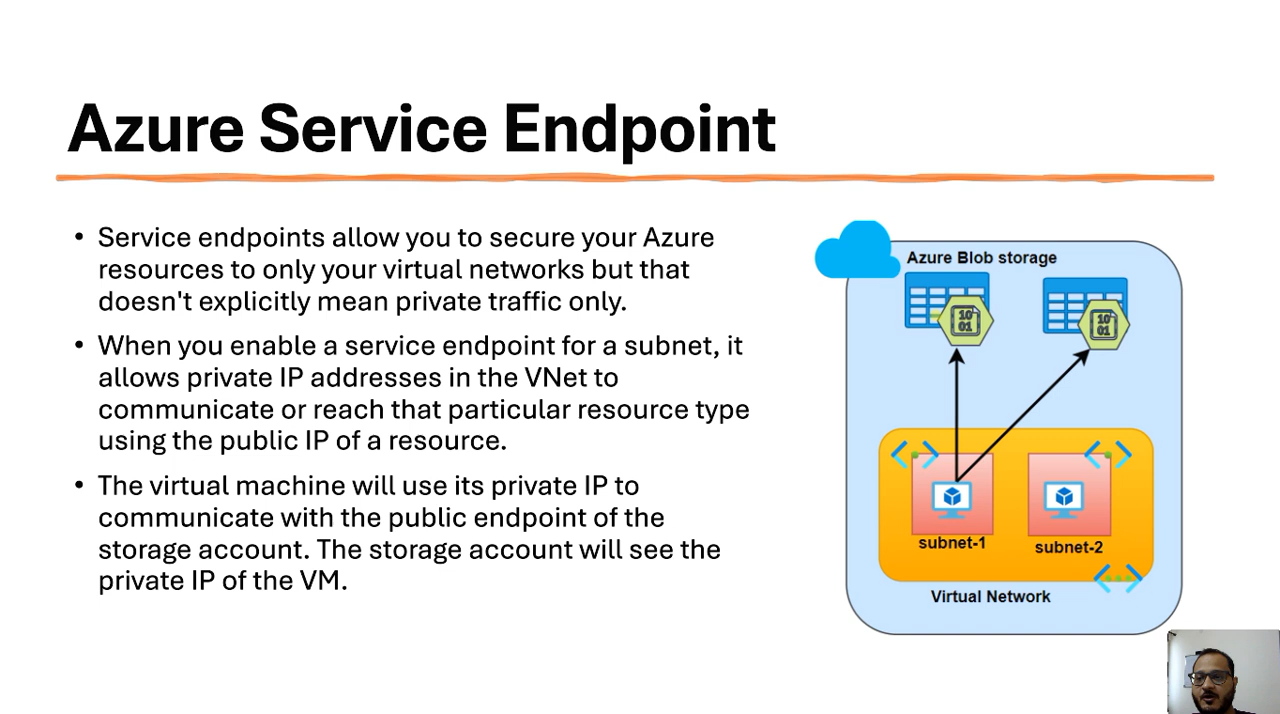 Azure Service Endpoint
• Service endpoints allow you to secure your Azure
resources to only your virtual networks but that
doesn't explicitly mean private traffic only.
• When you enable a service endpoint for a subnet, it
allows private IP addresses in the VNet to
communicate or reach that particular resource type
using the public IP of a resource.
• The virtual machine will use its private IP to
communicate with the public endpoint of the
storage account. The storage account will see the
private IP of the VM.
Azure Blob storage
10
01
10
01
subnet-1
subnet-2
Virtual Network